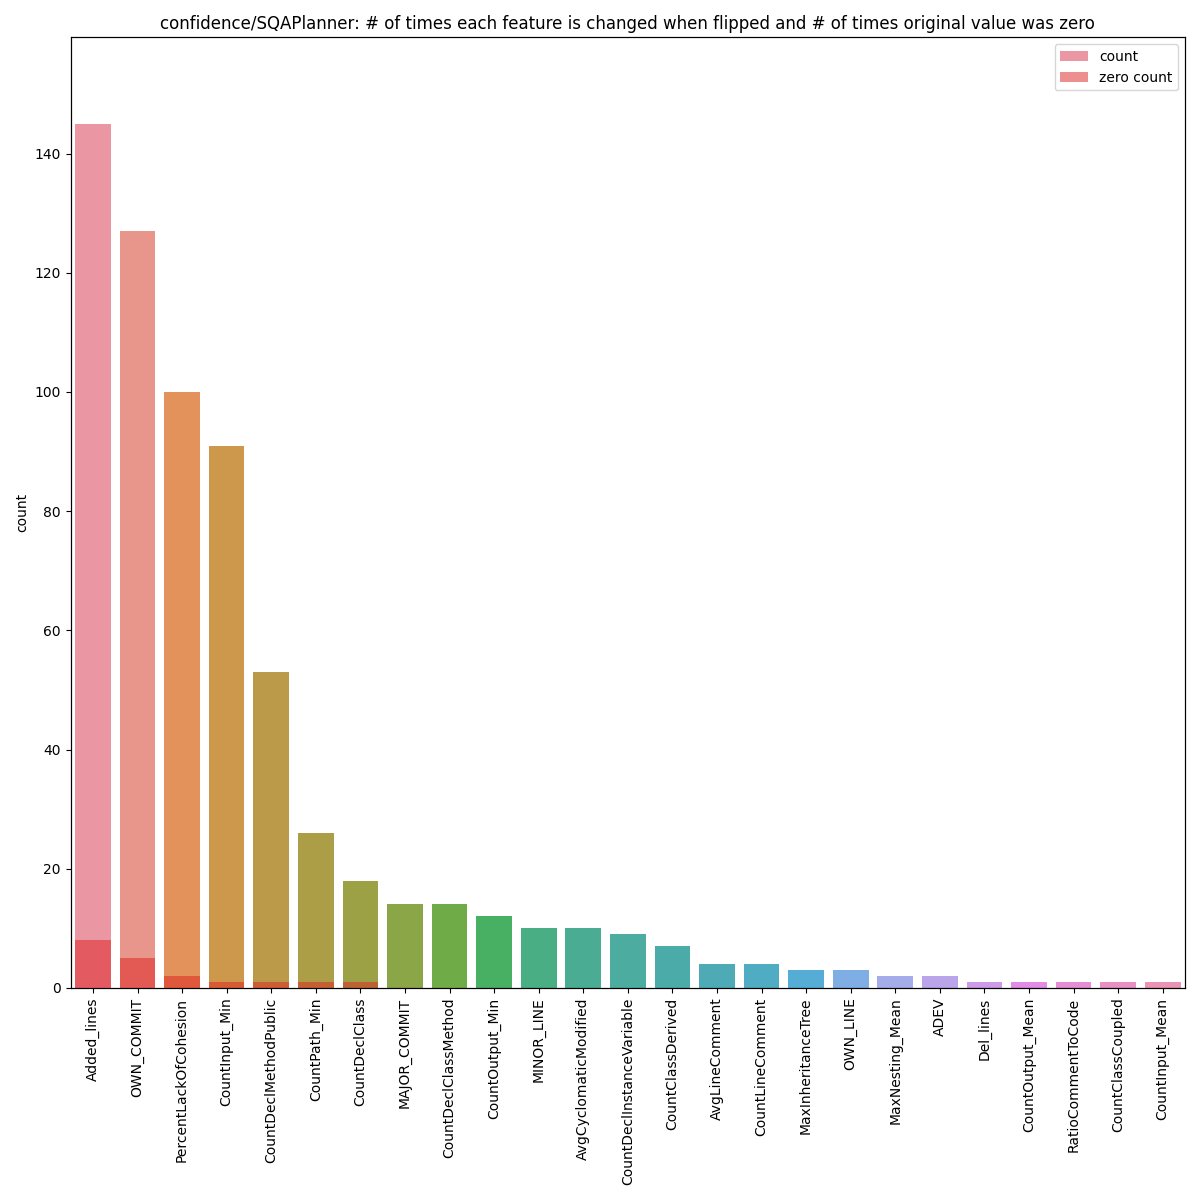 confidence/SQAPlanner: # of times each feature is changed when flipped and # of times original value was zero
count
zero count
140
120
100
80
60
40
20
0
count
Added_lines
OWN_COMMIT
PercentLackOfCohesion
CountInput_Min
CountDeclMethodPublic
CountPath_Min
CountDeclClass
MAJOR_COMMIT
CountDeclClassMethod
CountOutput_Min
MINOR_LINE
AvgCyclomaticModified
CountDeclInstanceVariable
CountClassDerived
AvgLineComment
CountLineComment
MaxInheritanceTree
OWN_LINE
MaxNesting_Mean
ADEV
Del_lines
CountOutput_Mean
RatioCommentToCode
CountClassCoupled
CountInput_Mean